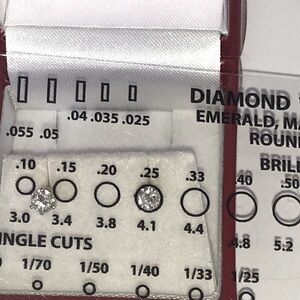 DIAMOND
.04 .035 .025
EMERALD, MA
.055 .05
ROUN
BRIL
.10 .15 .20 .25 .33 40 .50
3.0 3.4 3.8 4.1 4.4 4.8 5.2
INGLE CUTS
1/70 1/50 1/40 1/33 1/25